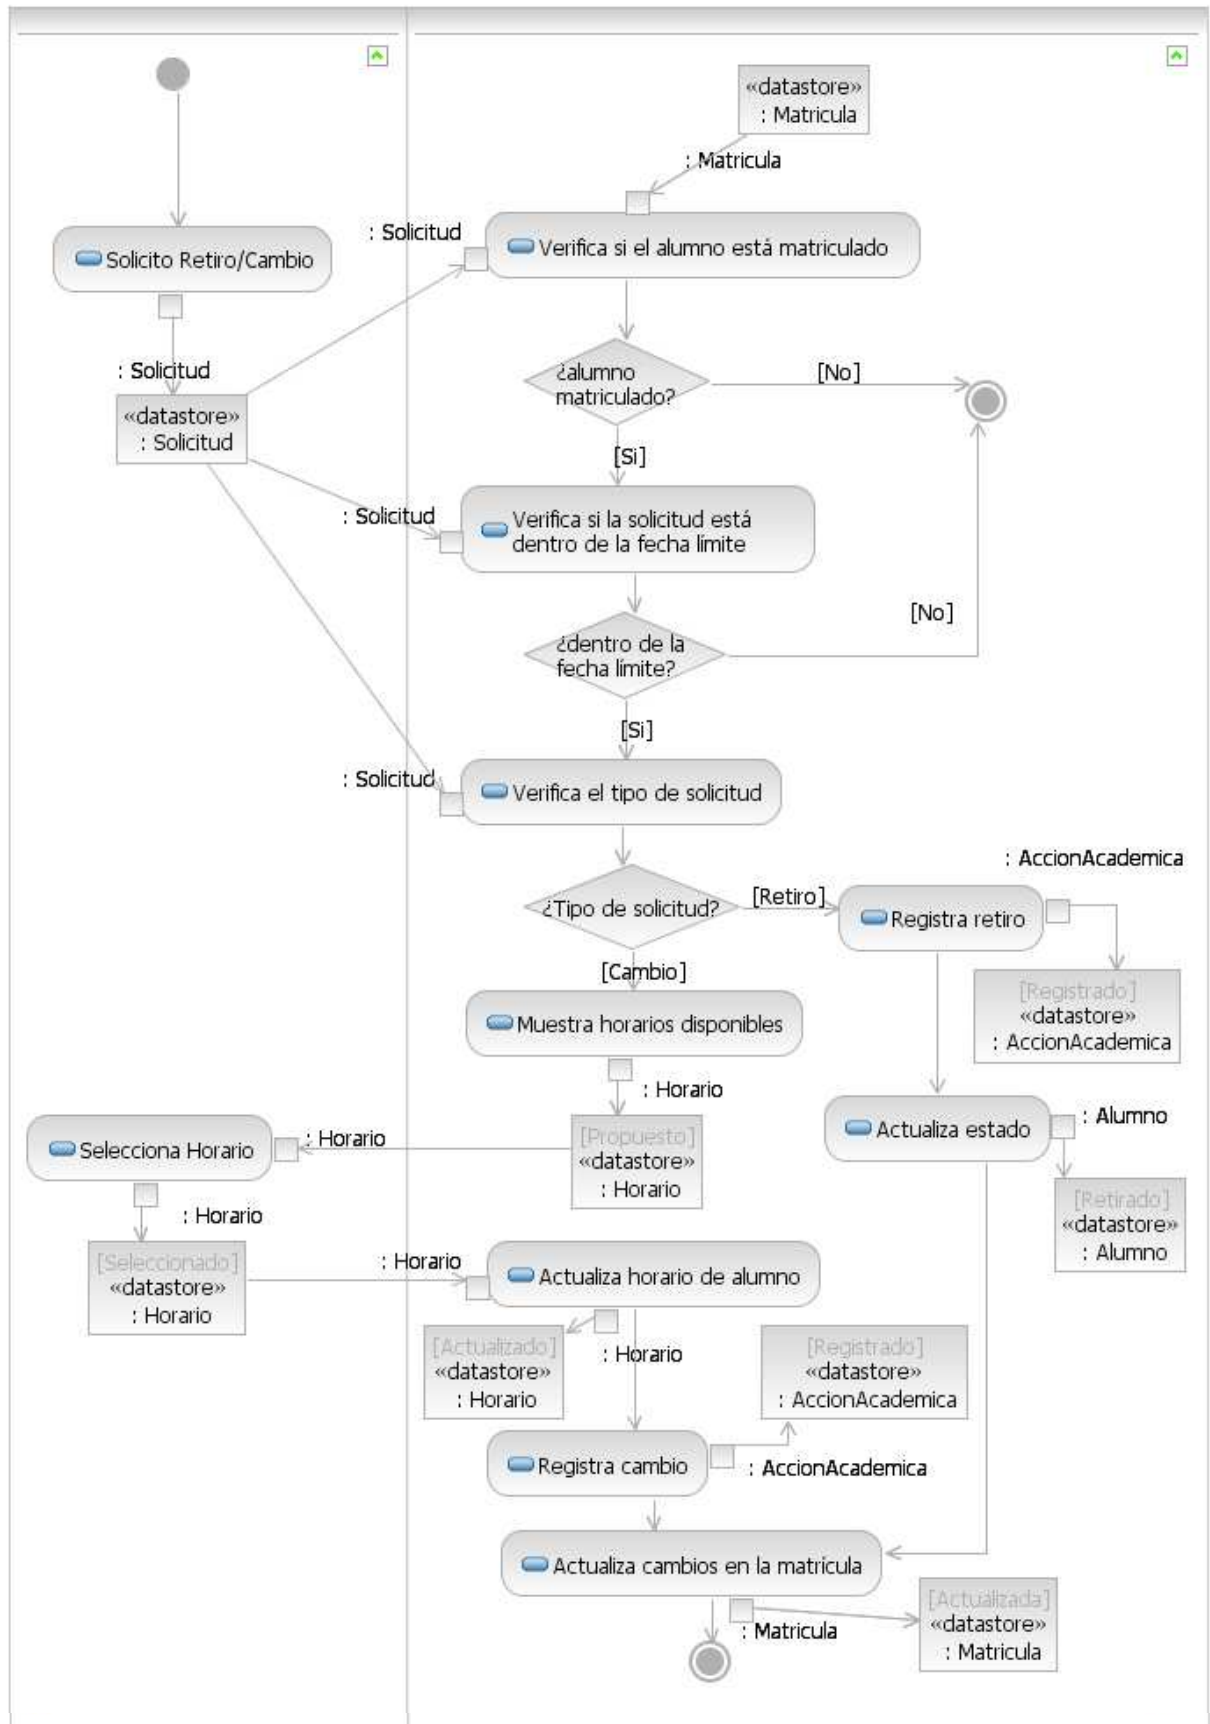 «datastore»
: Matricula
: Matricula
: Solicitud
Verifica si el alumno está matriculado
Solicito Retiro/Cambio
: Solicitud
«datastore»
: Solicitud
¿alumno
matriculado?
[No]
[Si]
: Solicitud
Verifica si la solicitud está
dentro de la fecha límite
[No]
¿dentro de la
fecha límite?
[Si]
: Solicitud
Verifica el tipo de solicitud
: AccionAcademica
¿Tipo de solicitud?
[Retiro]
Registra retiro
[Cambio]
[Registrado]
«datastore»
: AccionAcademica
Muestra horarios disponibles
: Horario
Actualiza estado
: Alumno
Selecciona Horario
: Horario
[Propuesto]
«datastore»
: Horario
[Retirado]
«datastore»
: Alumno
: Horario
[Seleccionado]
«datastore»
: Horario
: Horario
Actualiza horario de alumno
[Actualizado]
«datastore»
: Horario
: Horario
[Registrado]
«datastore»
: AccionAcademica
Registra cambio
: AccionAcademica
Actualiza cambios en la matrícula
[Actualizada]
«datastore»
: Matricula
: Matricula